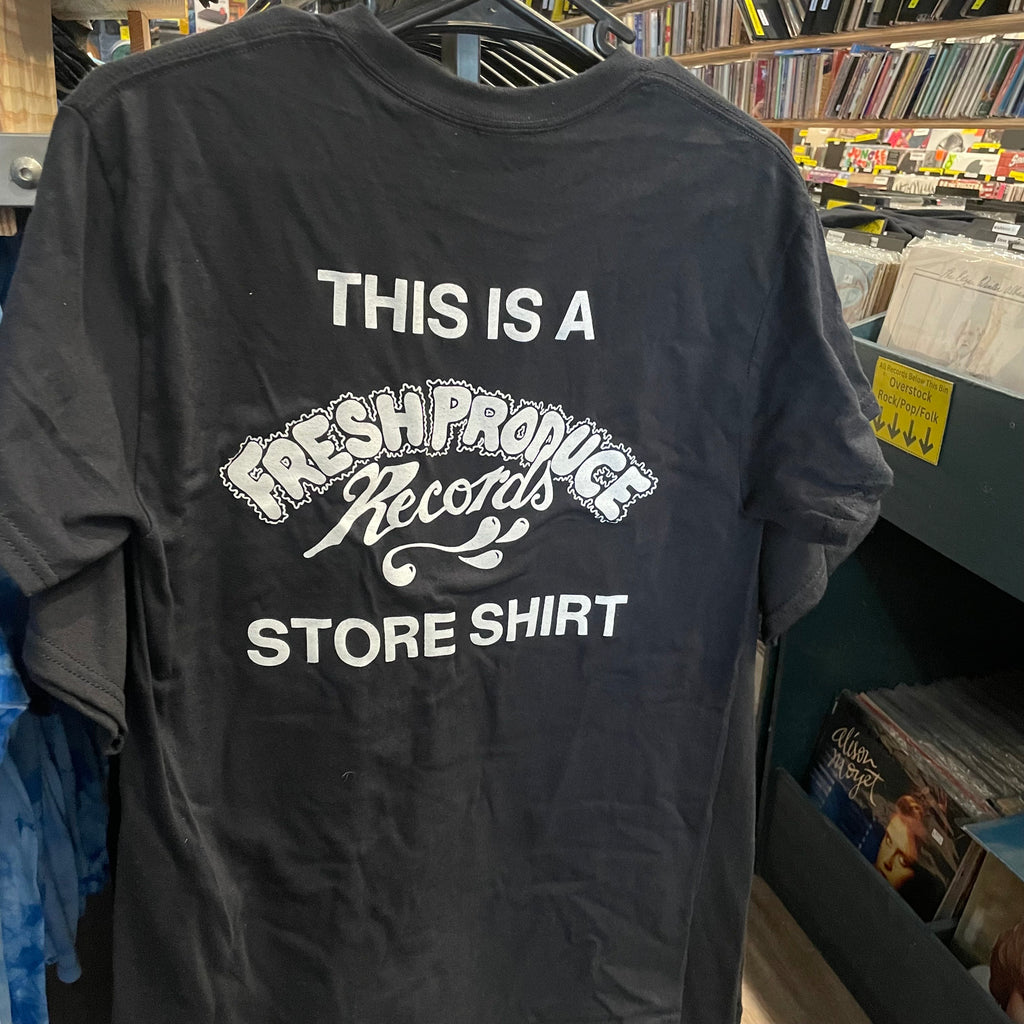 THIS IS A
FRESH PRODUCE
Records
STORE SHIRT
All Records Below This Bin
Overstock
Rock/Pop/Folk
alison
moyet